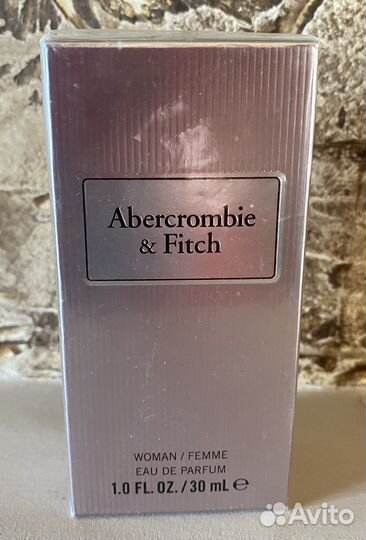 Abercrombie
& Fitch
WOMAN / FEMME
EAU DE PARFUM
1.0 FL. OZ. / 30 mL ℮
Avito